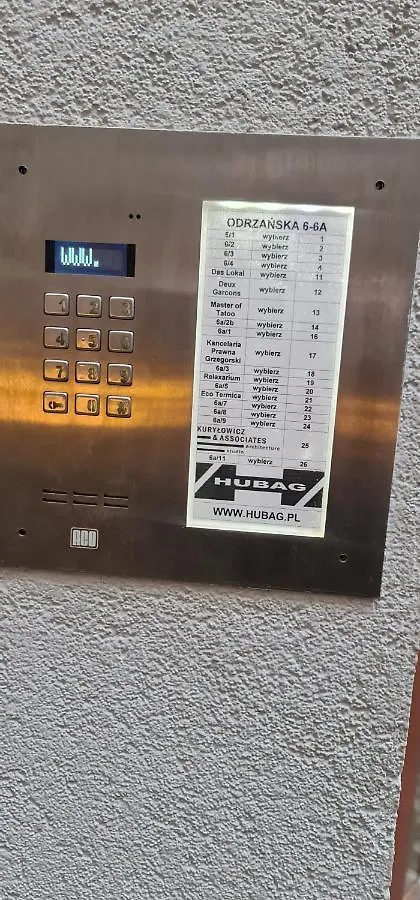 WWW.
1 2 3
4 5 6
7 8 9
0
ACO
ODRZAŃSKA 6-6A
6/1 wybierz 1
6/2 wybierz 2
6/3 wybierz 3
6/4 wybierz 4
Das Lokal wybierz 11
Deux
Garcons wybierz 12
Master of
Tatoo wybierz 13
6a/2b wybierz 14
6a/1 wybierz 16
Kancelaria
Prawna wybierz 17
Grzegorski
6a/3 wybierz 18
Relaxarium wybierz 19
6a/5 wybierz 20
Eco Termica wybierz 21
6a/7 wybierz 22
6a/8 wybierz 23
6a/9 wybierz 24
KURYŁOWICZ
& ASSOCIATES 25
architecture
studio
6a/11 wybierz 26
HUBAG
WWW.HUBAG.PL